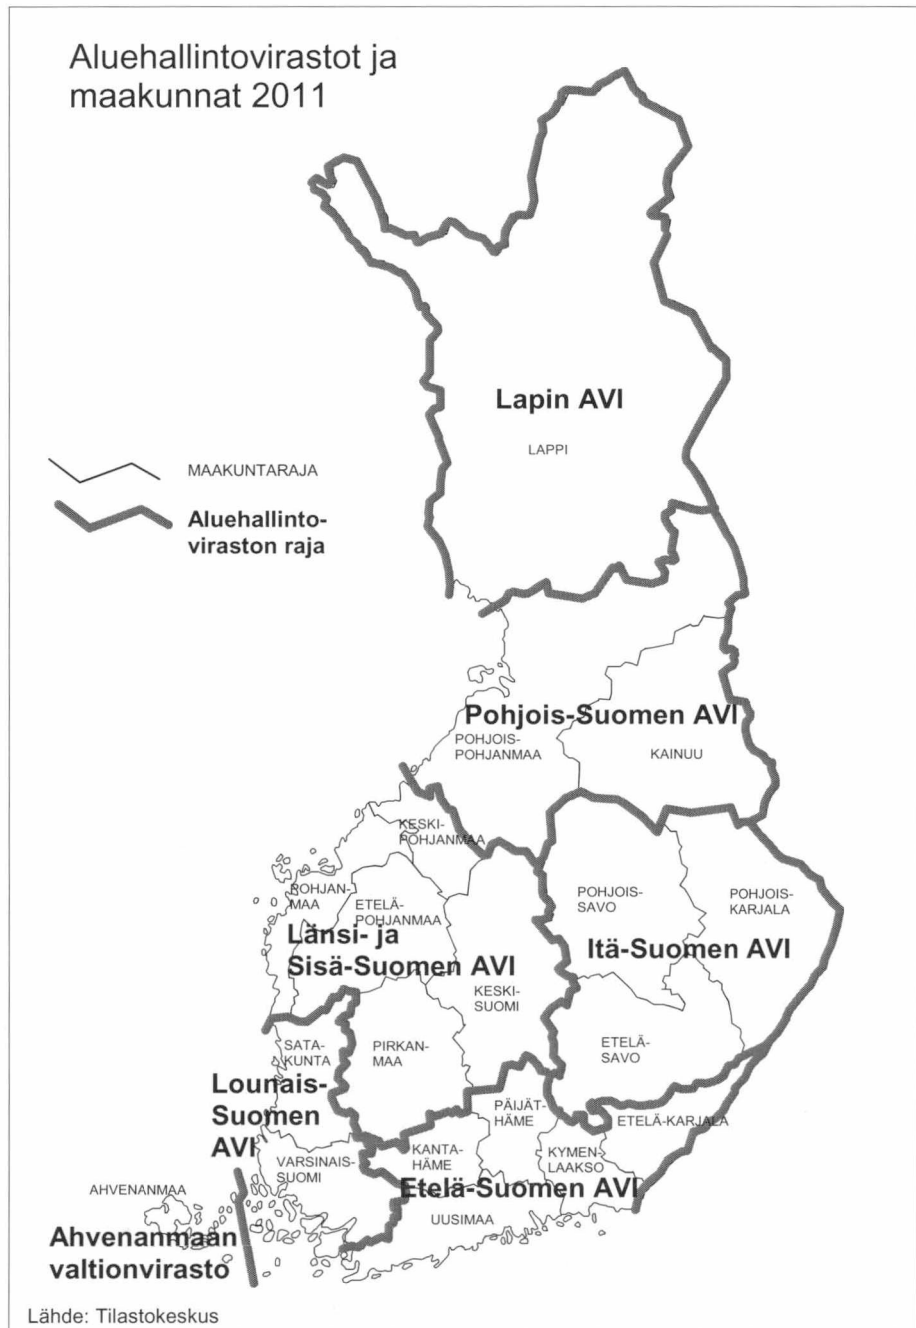 Aluehallintovirastot ja
maakunnat 2011
Lapin AVI
LAPPI
MAAKUNTARAJA
Aluehallinto-
viraston raja
Pohjois-Suomen AVI
POHJOIS-
POHJANMAA
KAINUU
KESKI-
POHJANMAA
POHJAN-
MAA
ETELÄ-
POHJANMAA
POHJOIS-
SAVO
POHJOIS-
KARJALA
Länsi- ja
Sisä-Suomen AVI
Itä-Suomen AVI
KESKI-
SUOMI
SATA-
KUNTA
PIRKAN-
MAA
ETELÄ-
SAVO
Lounais-
Suomen
AVI
PÄIJÄT-
HÄME
ETELÄ-KARJALA
VARSINAIS-
SUOMI
KANTA-
HÄME
KYMEN-
LAAKSO
Etelä-Suomen AVI
AHVENANMAA
UUSIMAA
Ahvenanmaan
valtionvirasto
Lähde: Tilastokeskus